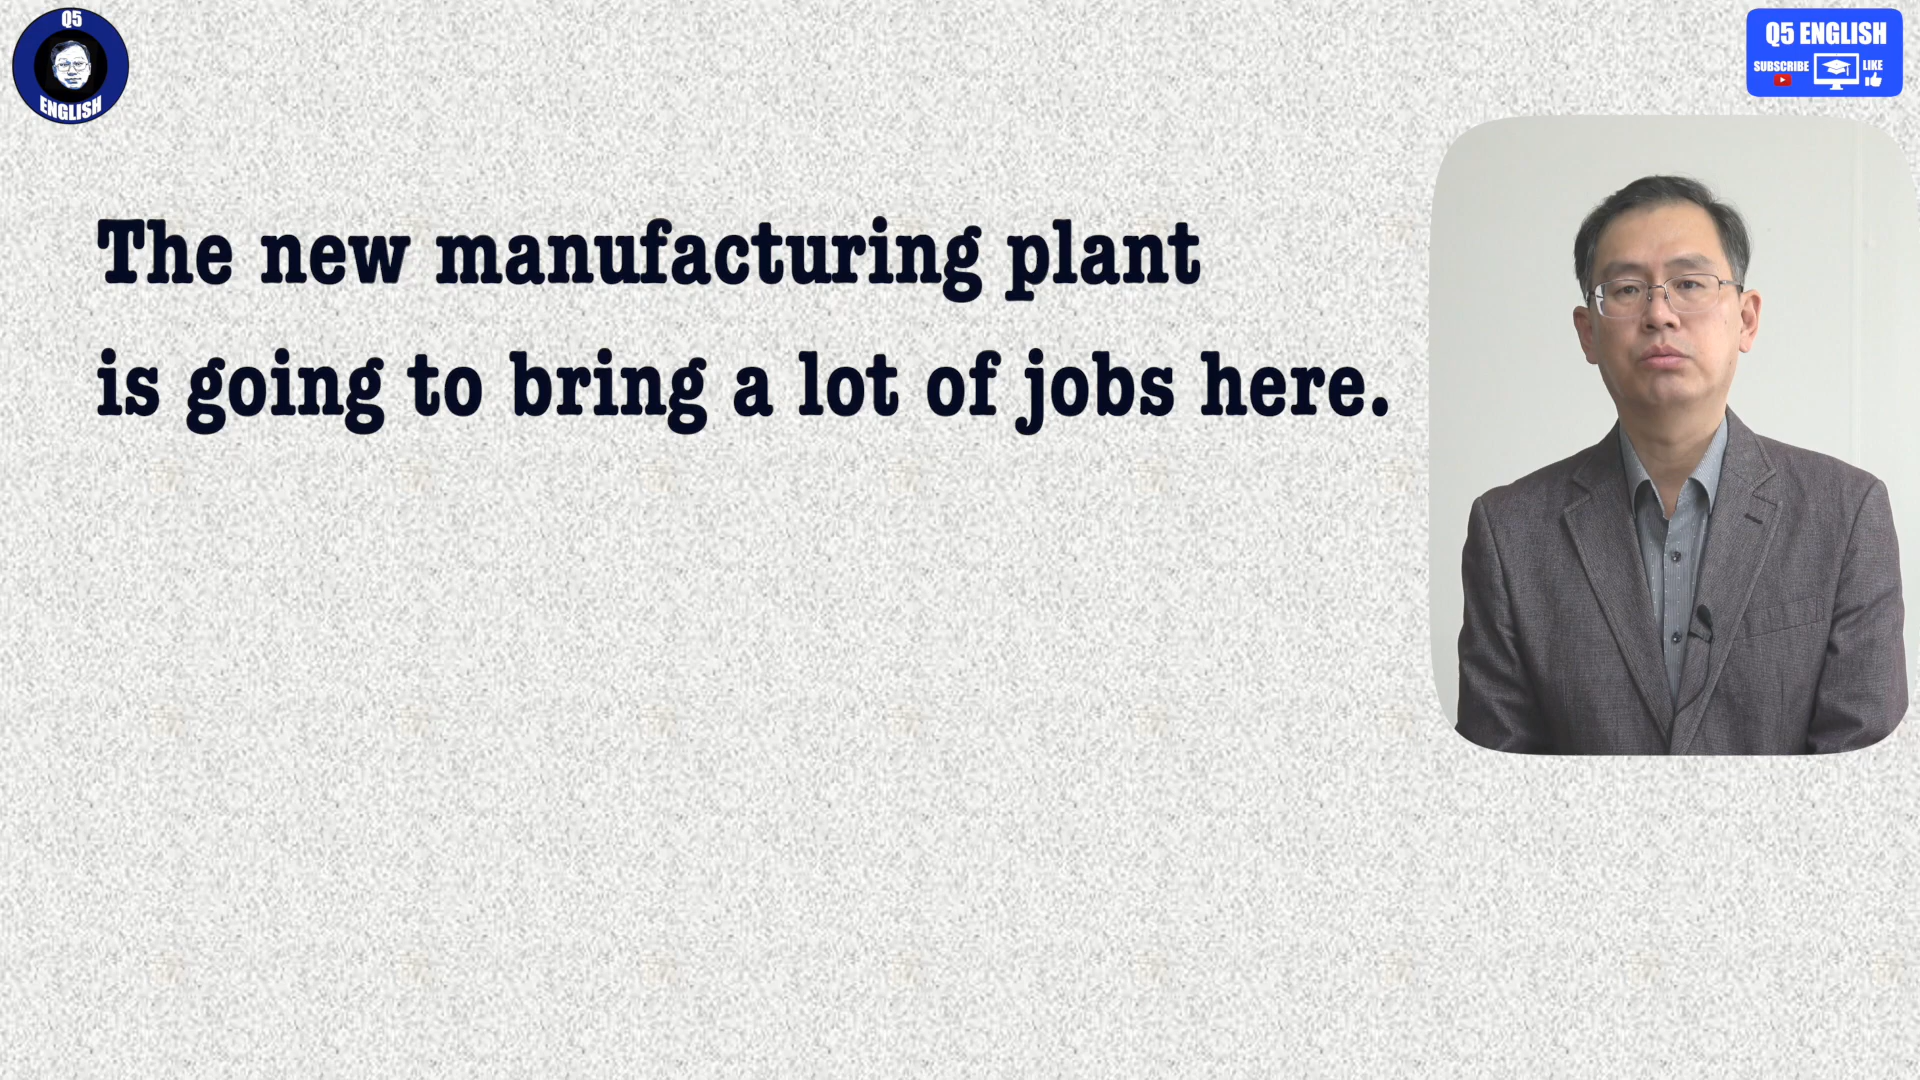 Q5
ENGLISH
Q5 ENGLISH
SUBSCRIBE
LIKE
The new manufacturing plant
is going to bring a lot of jobs here.